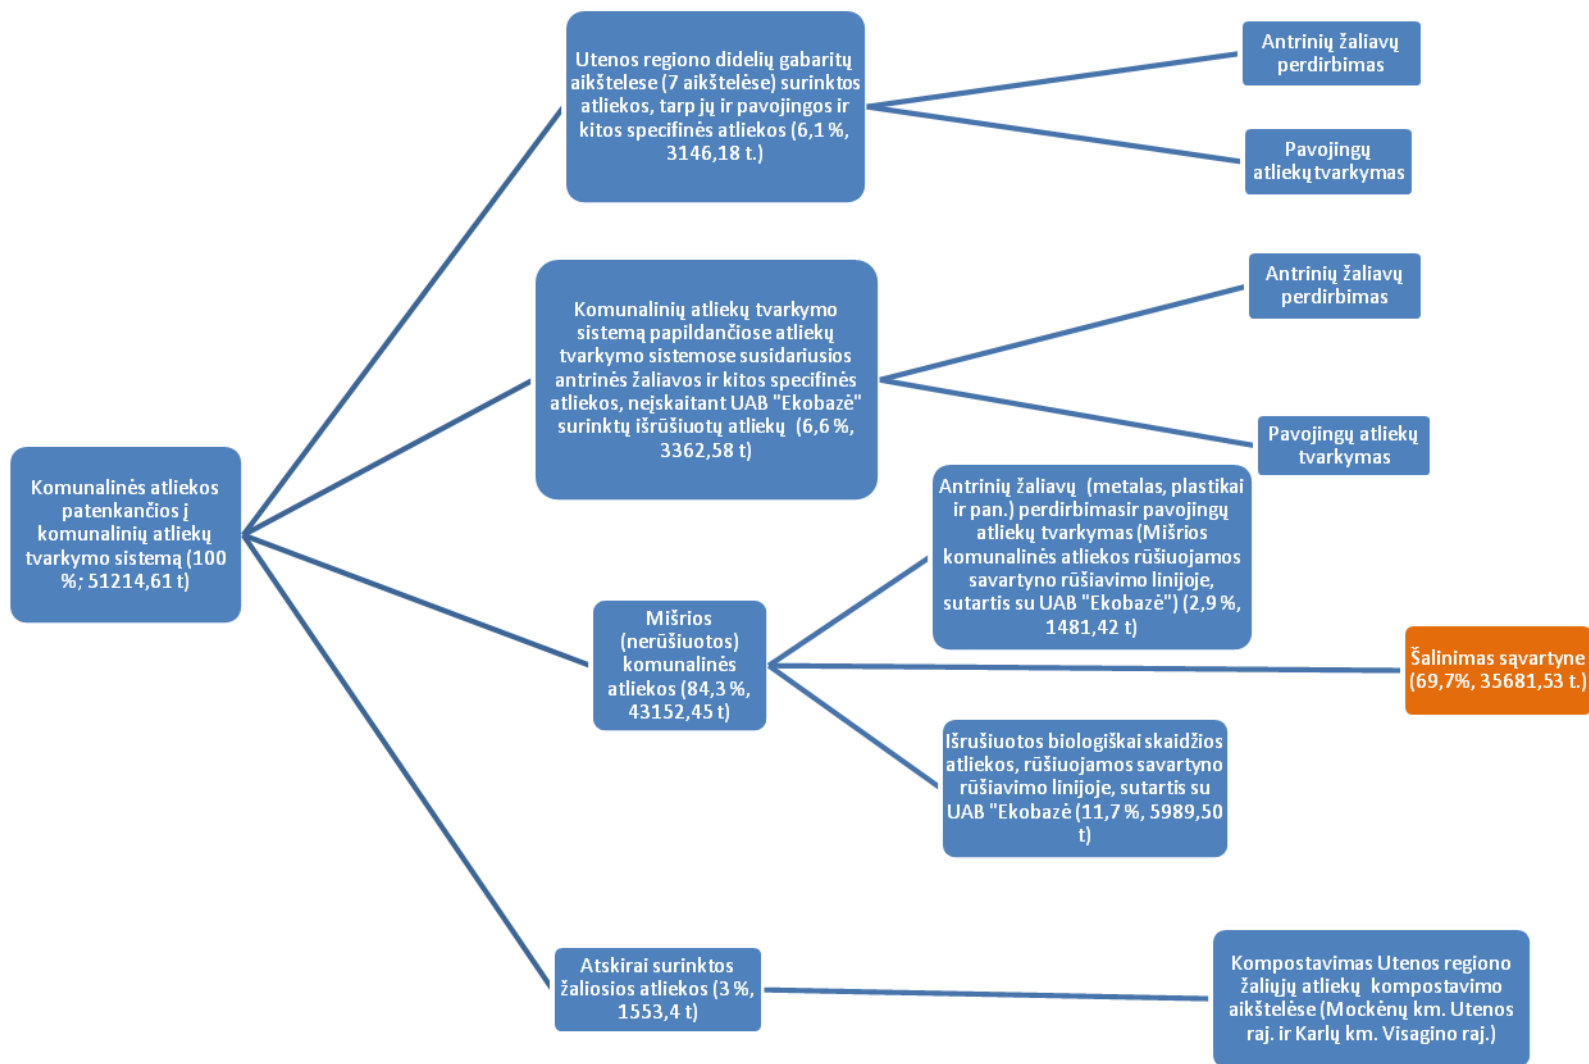 Komunalinės atliekos
patenkančios į
komunalinių atliekų
tvarkymo sistemą (100
%; 51214,61 t)
Utenos regiono didelių gabaritų
aikštelese (7 aikštelėse) surinktos
atliekos, tarp jų ir pavojingos ir
kitos specifinės atliekos (6,1 %,
3146,18 t.)
Antrinių žaliavų
perdirbimas
Pavojingų
atliekų tvarkymas
Komunalinių atliekų tvarkymo
sistemą papildančiose atliekų
tvarkymo sistemose susidariusios
antrinės žaliavos ir kitos specifinės
atliekos, neįskaitant UAB "Ekobazė"
surinktų išrūšiuotų atliekų (6,6 %,
3362,58 t)
Antrinių žaliavų
perdirbimas
Pavojingų atliekų
tvarkymas
Mišrios
(nerūšiuotos)
komunalinės
atliekos (84,3 %,
43152,45 t)
Antrinių žaliavų (metalas, plastikai
ir pan.) perdirbimasir pavojingų
atliekų tvarkymas (Mišrios
komunalinės atliekos rūšiuojamos
savartyno rūšiavimo linijoje,
sutartis su UAB "Ekobazė") (2,9 %,
1481,42 t)
Šalinimas sąvartyne
(69,7%, 35681,53 t.)
Išrušiuotos biologiškai skaidžios
atliekos, rūšiuojamos savartyno
rūšiavimo linijoje, sutartis su
UAB "Ekobazė (11,7 %, 5989,50
t)
Atskirai surinktos
žaliosios atliekos (3 %,
1553,4 t)
Kompostavimas Utenos regiono
žaliųjų atliekų kompostavimo
aikštelėse (Mockėnų km. Utenos
raj. ir Karlų km. Visagino raj.)